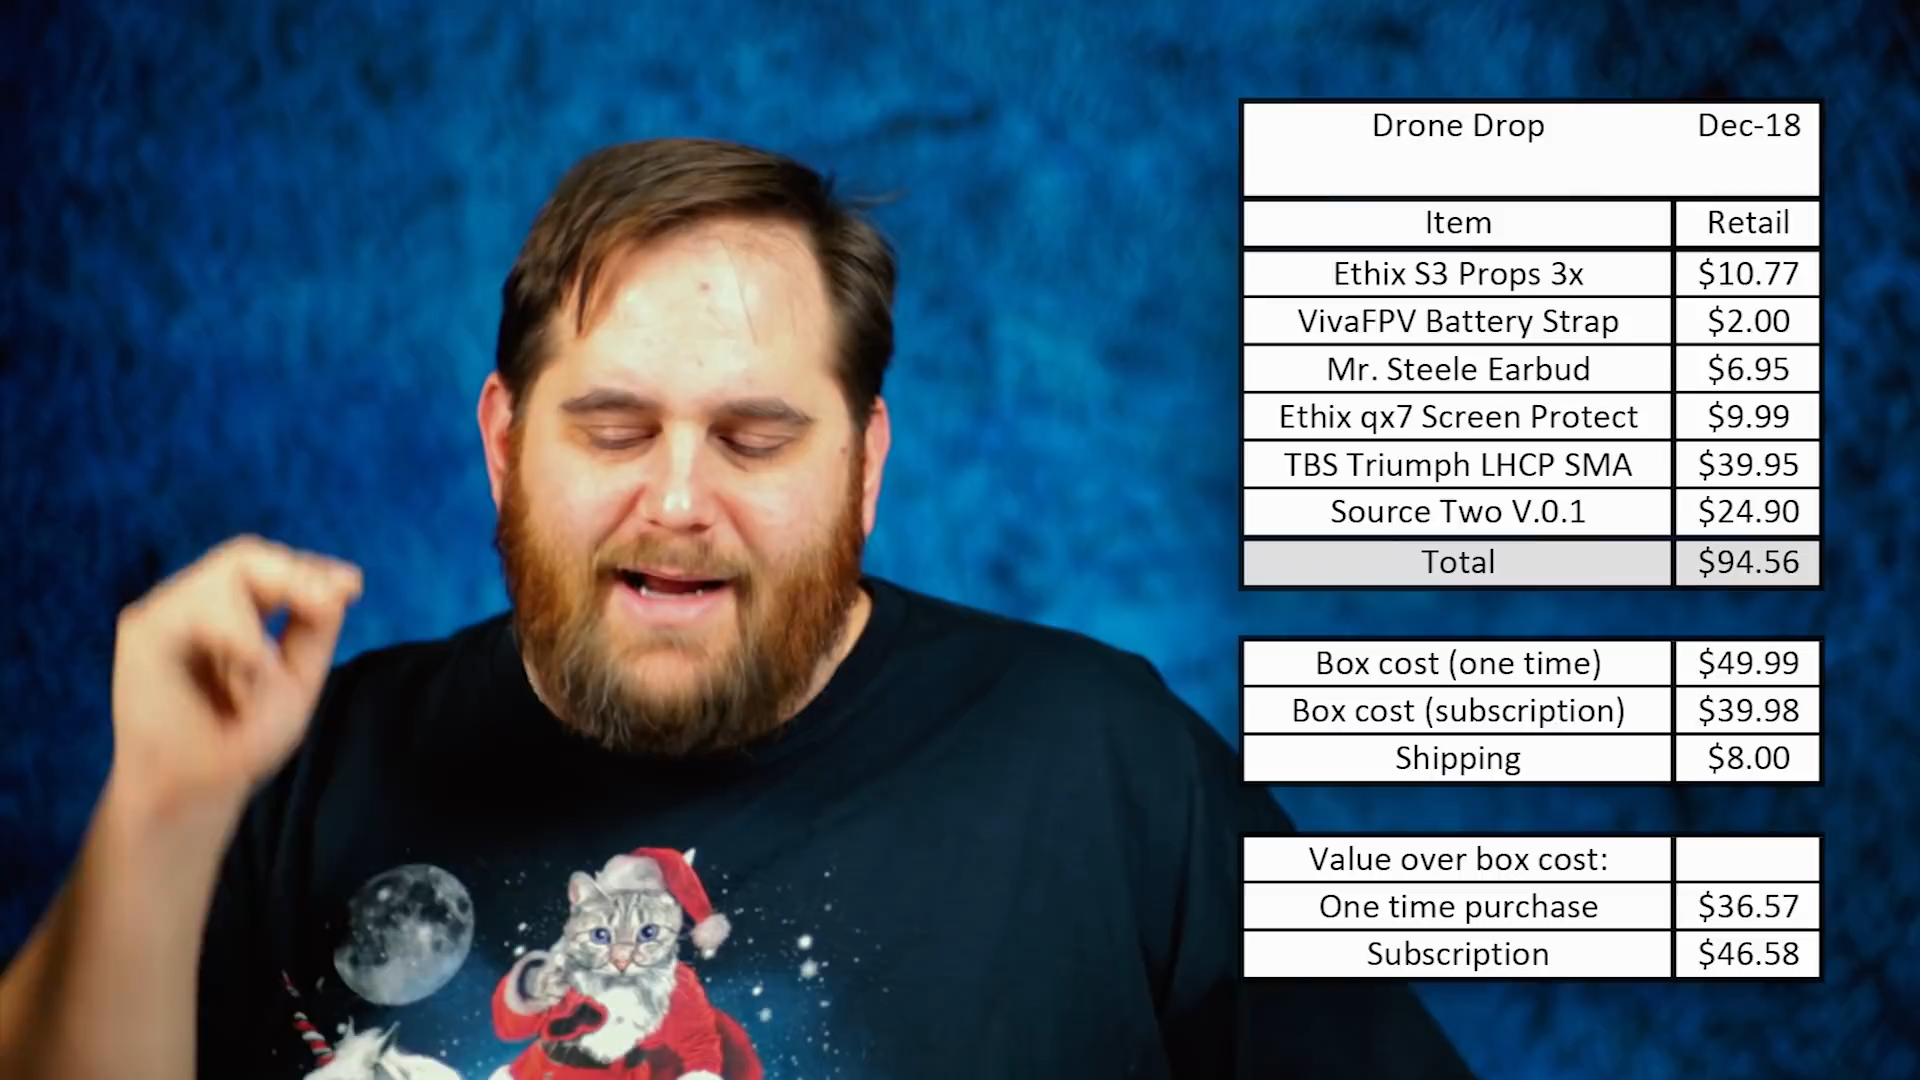 Drone Drop Dec-18
Item Retail
Ethix S3 Props 3x $10.77
VivaFPV Battery Strap $2.00
Mr. Steele Earbud $6.95
Ethix qx7 Screen Protect $9.99
TBS Triumph LHCP SMA $39.95
Source Two V.0.1 $24.90
Total $94.56
Box cost (one time) $49.99
Box cost (subscription) $39.98
Shipping $8.00
Value over box cost:
One time purchase $36.57
Subscription $46.58